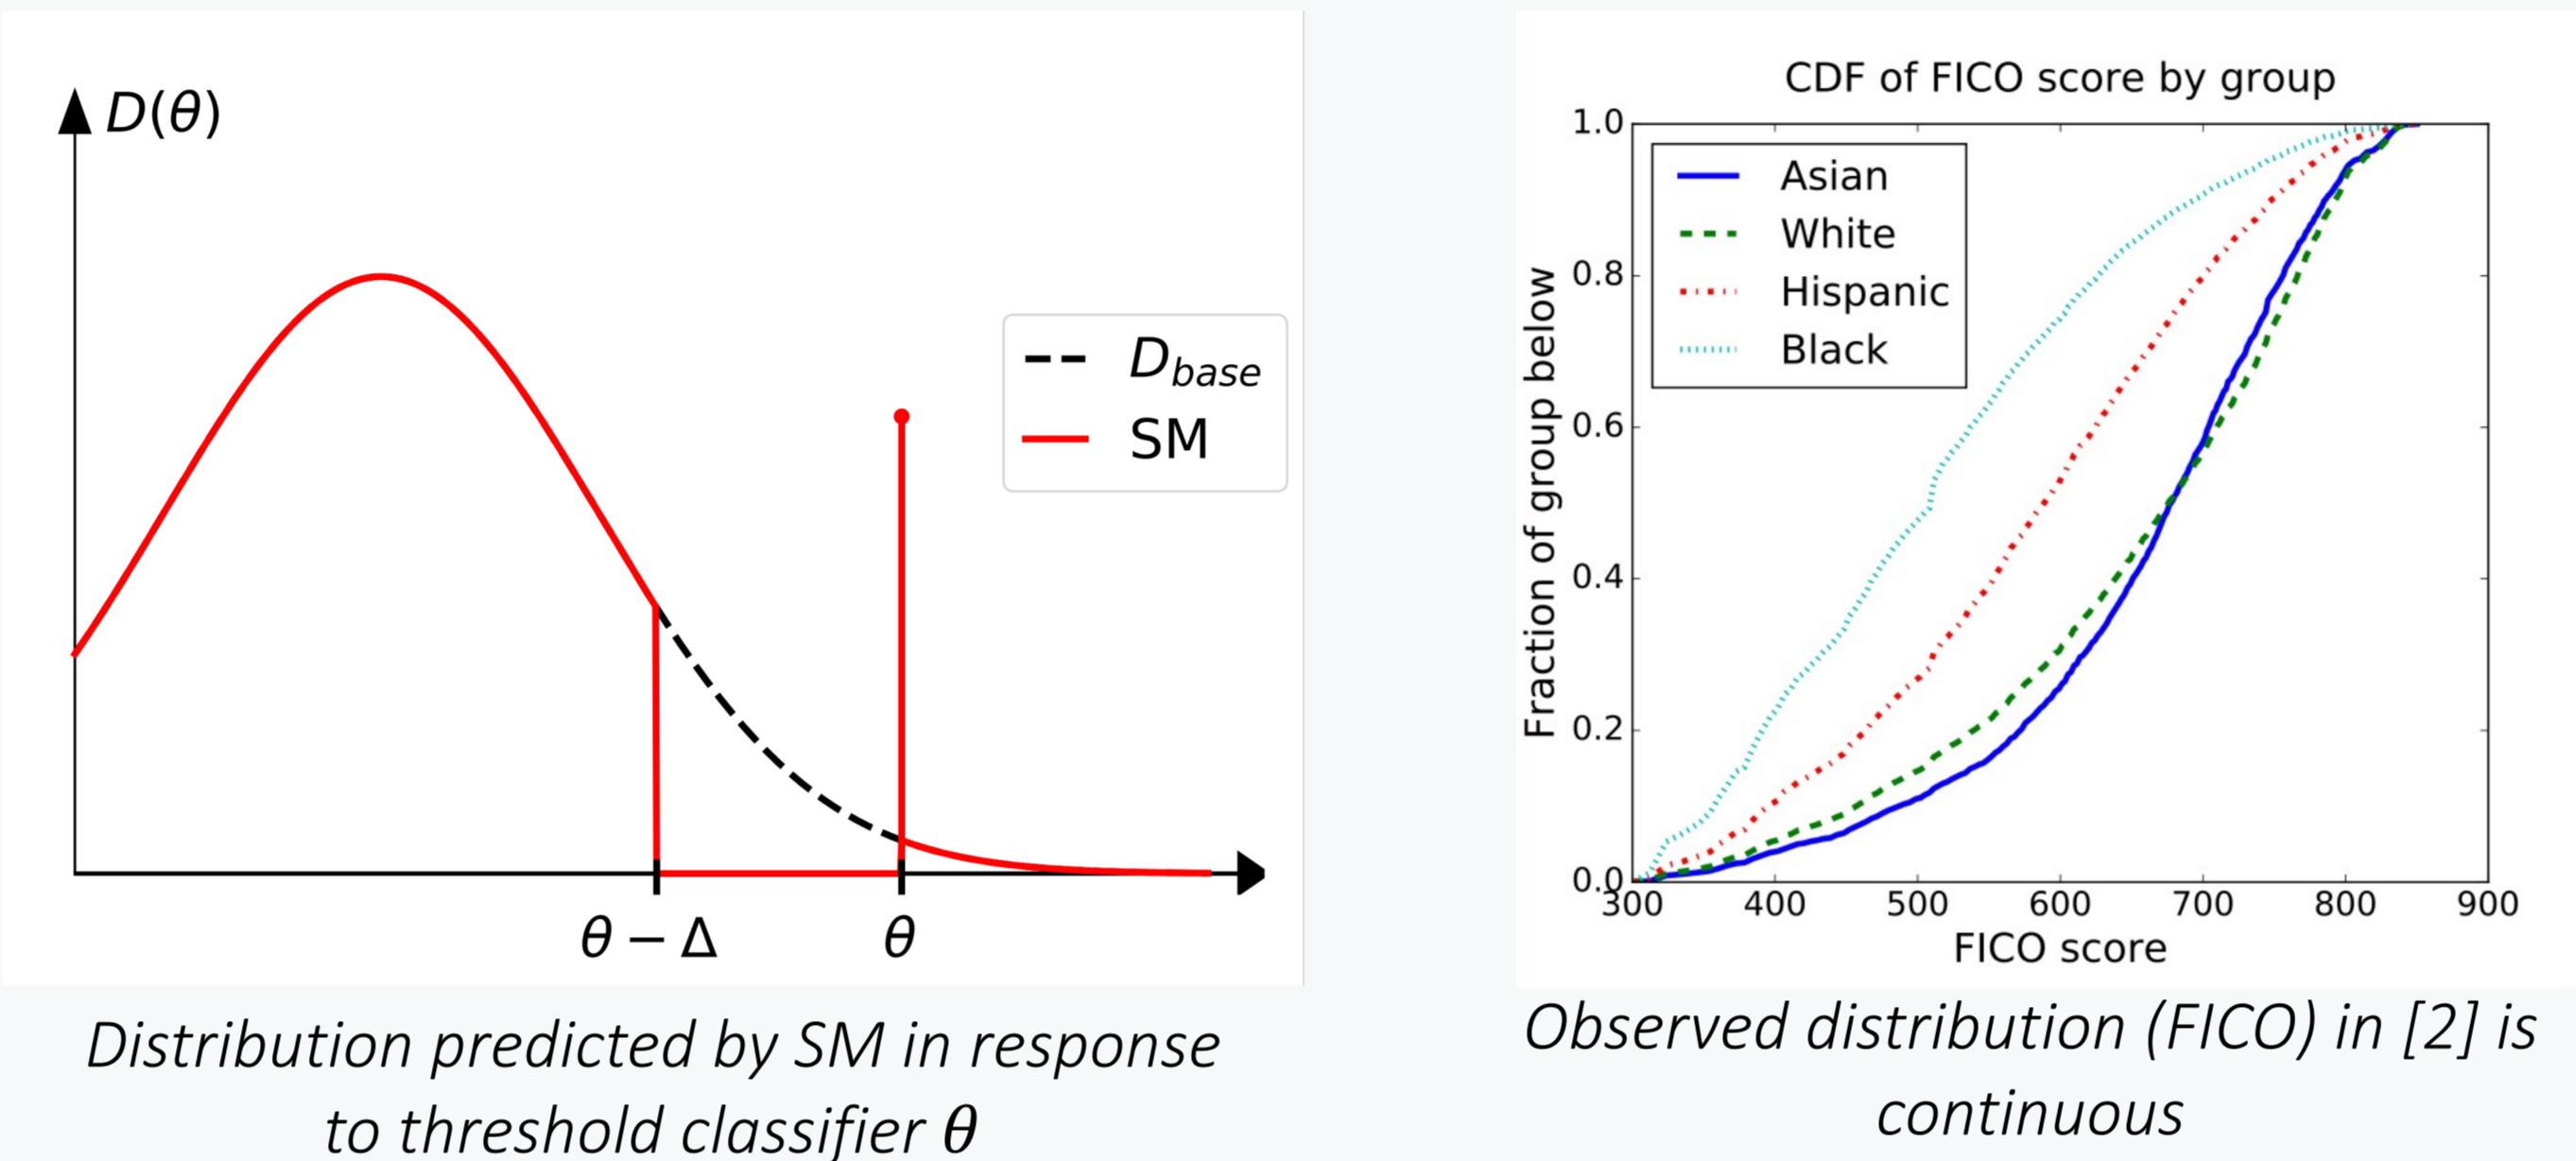 D(θ)
D_base
SM
θ − Δ
θ
Distribution predicted by SM in response
to threshold classifier θ
CDF of FICO score by group
1.0
0.8
0.6
0.4
0.2
0.0
Fraction of group below
Asian
White
Hispanic
Black
300 400 500 600 700 800 900
FICO score
Observed distribution (FICO) in [2] is
continuous